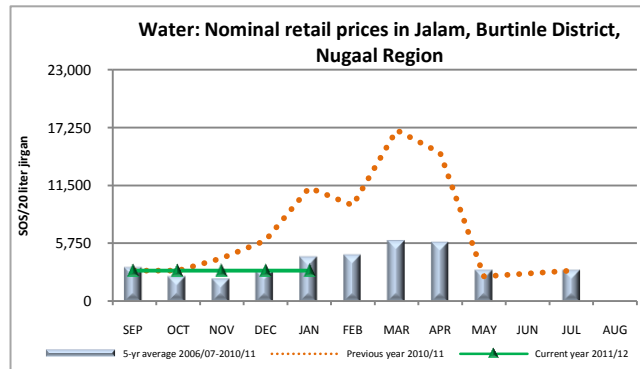 Water: Nominal retail prices in Jalam, Burtinle District,
Nugaal Region
SOS/20 liter jirgan
23,000
17,250
11,500
5,750
0
SEP OCT NOV DEC JAN FEB MAR APR MAY JUN JUL AUG
5-yr average 2006/07-2010/11 Previous year 2010/11 Current year 2011/12